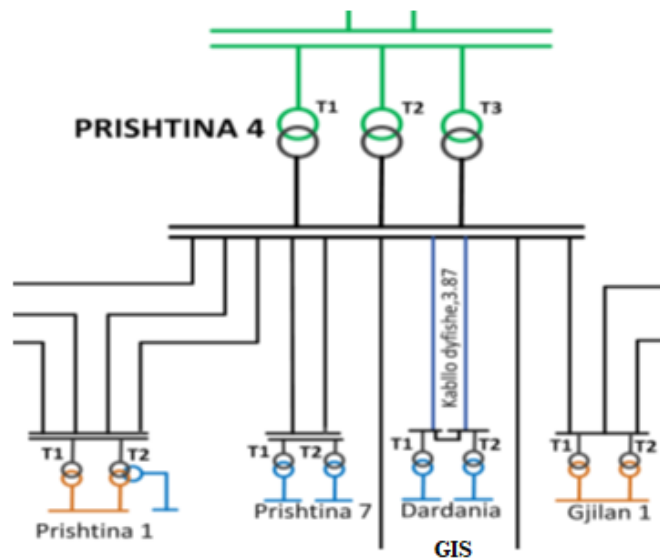 T1 T2 T3
PRISHTINA 4
Kabllo dyfishe,3.87
T1 T2
T1 T2
T1 T2
T1 T2
Prishtina 1
Prishtina 7
Dardania
Gjilan 1
GIS